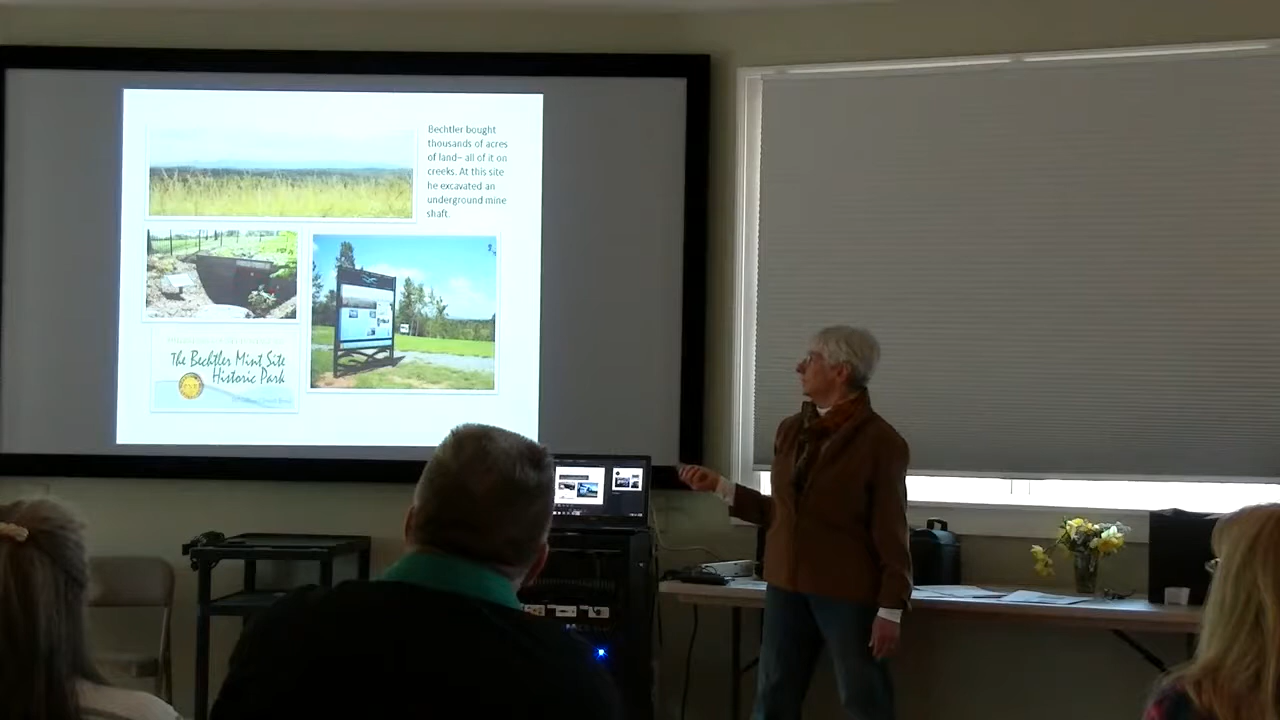 Bechtler bought
thousands of acres
of land– all of it on
creeks. At this site
he excavated an
underground mine
shaft.
The Bechtler Mint Site
Historic Park